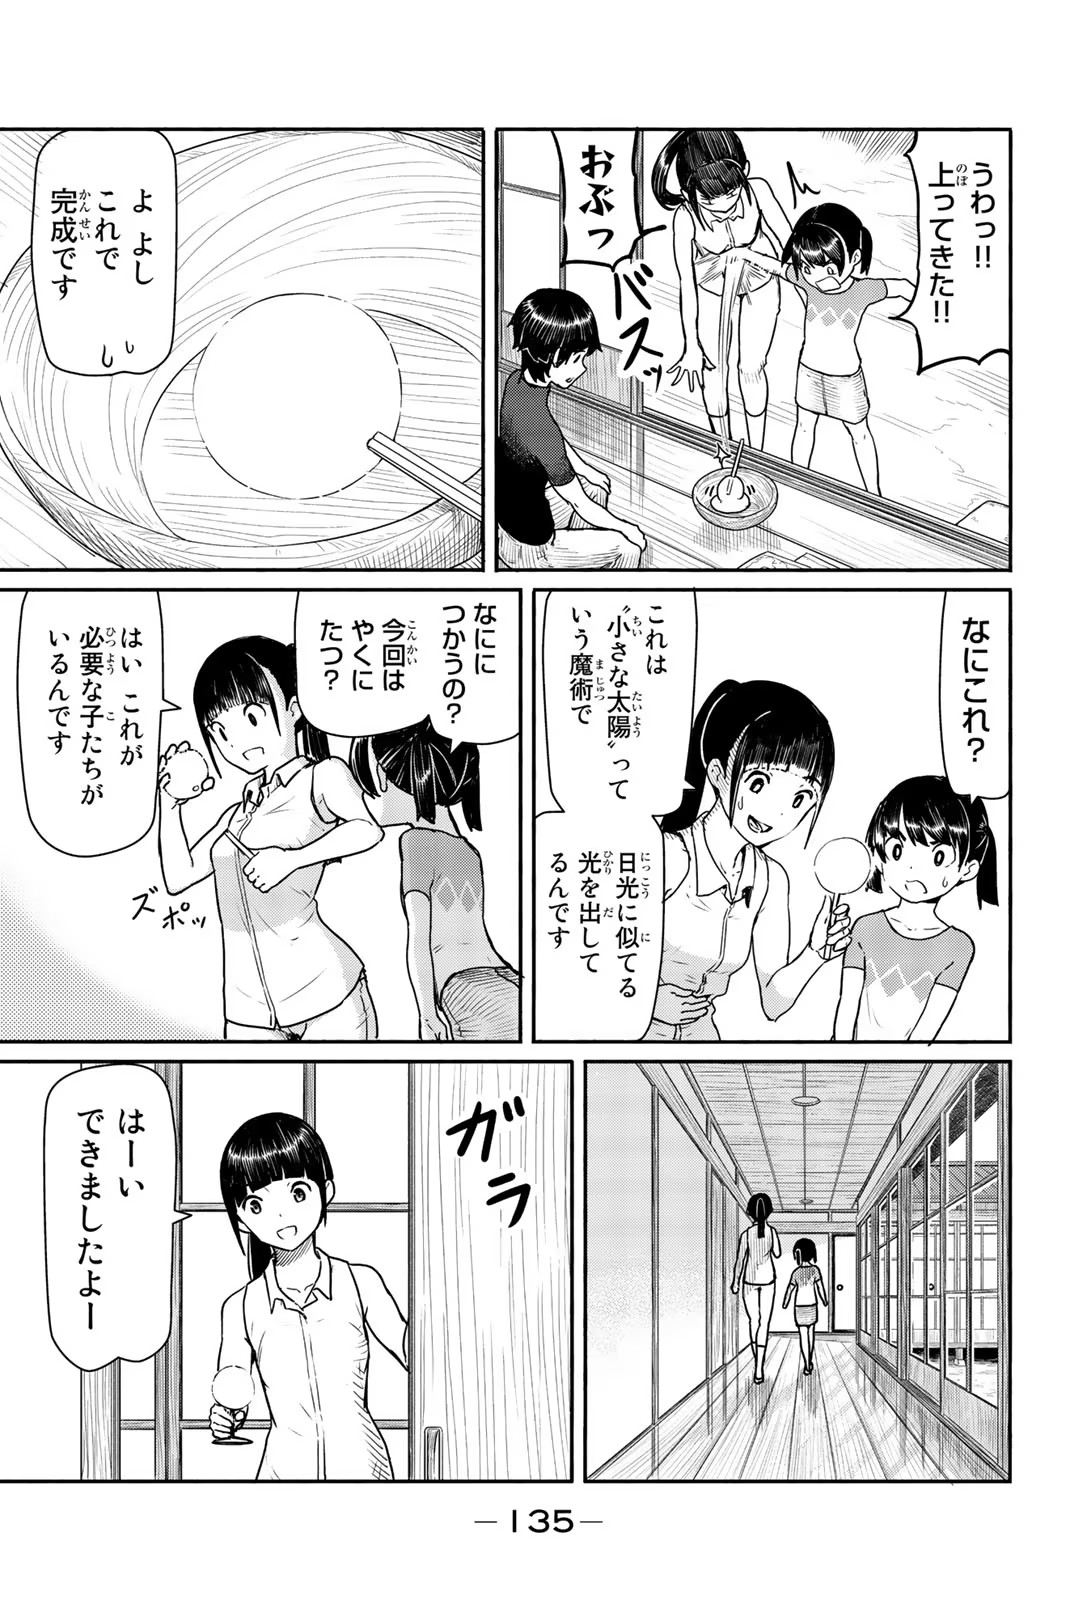 うわっ!!
上ってきた!!
おぶっ
バスッ
よ よし
これで
完成です
なにこれ?
これは
〝小さな太陽〟って
いう魔術で
日光に似てる
光を出して
るんです
なにに
つかうの?
今回は
やくに
たつ?
はい これが
必要な子たちが
いるんです
ズポッ
ガラ
はーい
できましたよー
―135―